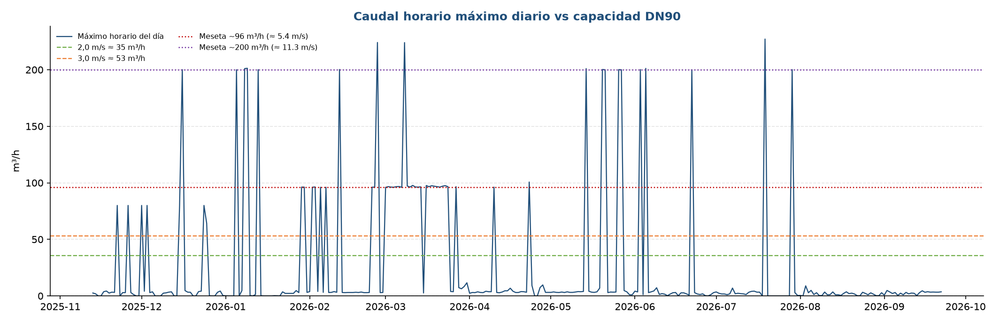 Caudal horario máximo diario vs capacidad DN90
Máximo horario del día
2,0 m/s ≈ 35 m³/h
3,0 m/s ≈ 53 m³/h
Meseta ~96 m³/h (≈ 5.4 m/s)
Meseta ~200 m³/h (≈ 11.3 m/s)
m³/h
200
150
100
50
0
2025-11
2025-12
2026-01
2026-02
2026-03
2026-04
2026-05
2026-06
2026-07
2026-08
2026-09
2026-10